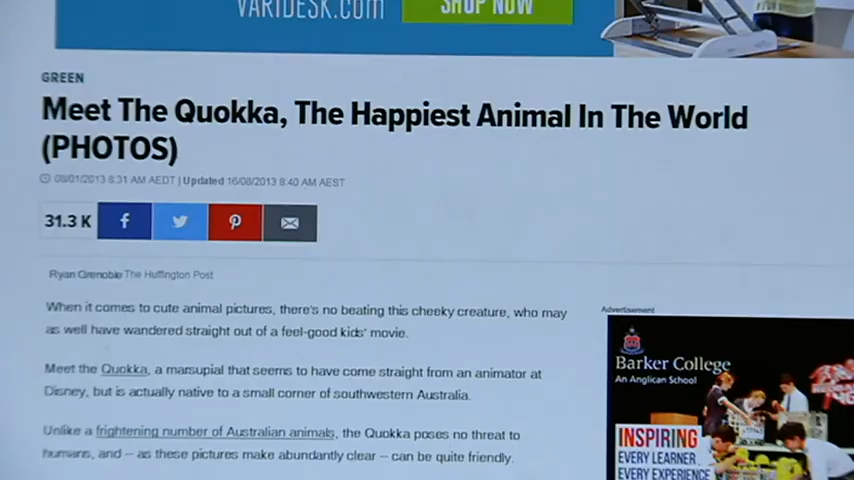 VARIDESK.com
SHOP NOW
GREEN
Meet The Quokka, The Happiest Animal In The World
(PHOTOS)
08/01/2013 8:31 AM AEDT | Updated 16/08/2013 8:40 AM AEST
31.3 K
Ryan Grenoble The Huffington Post
When it comes to cute animal pictures, there's no beating this cheeky creature, who may
as well have wandered straight out of a feel-good kids' movie.
Meet the Quokka, a marsupial that seems to have come straight from an animator at
Disney, but is actually native to a small corner of southwestern Australia.
Unlike a frightening number of Australian animals, the Quokka poses no threat to
humans, and -- as these pictures make abundantly clear -- can be quite friendly.
Advertisement
Barker College
An Anglican School
INSPIRING
EVERY LEARNER
EVERY EXPERIENCE